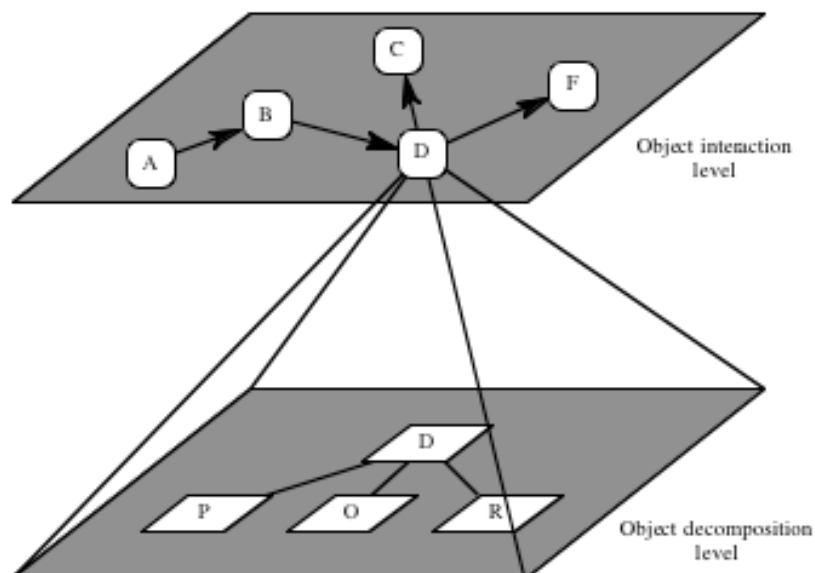 C
F
B
A
D
Object interaction
level
D
P
O
R
Object decomposition
level